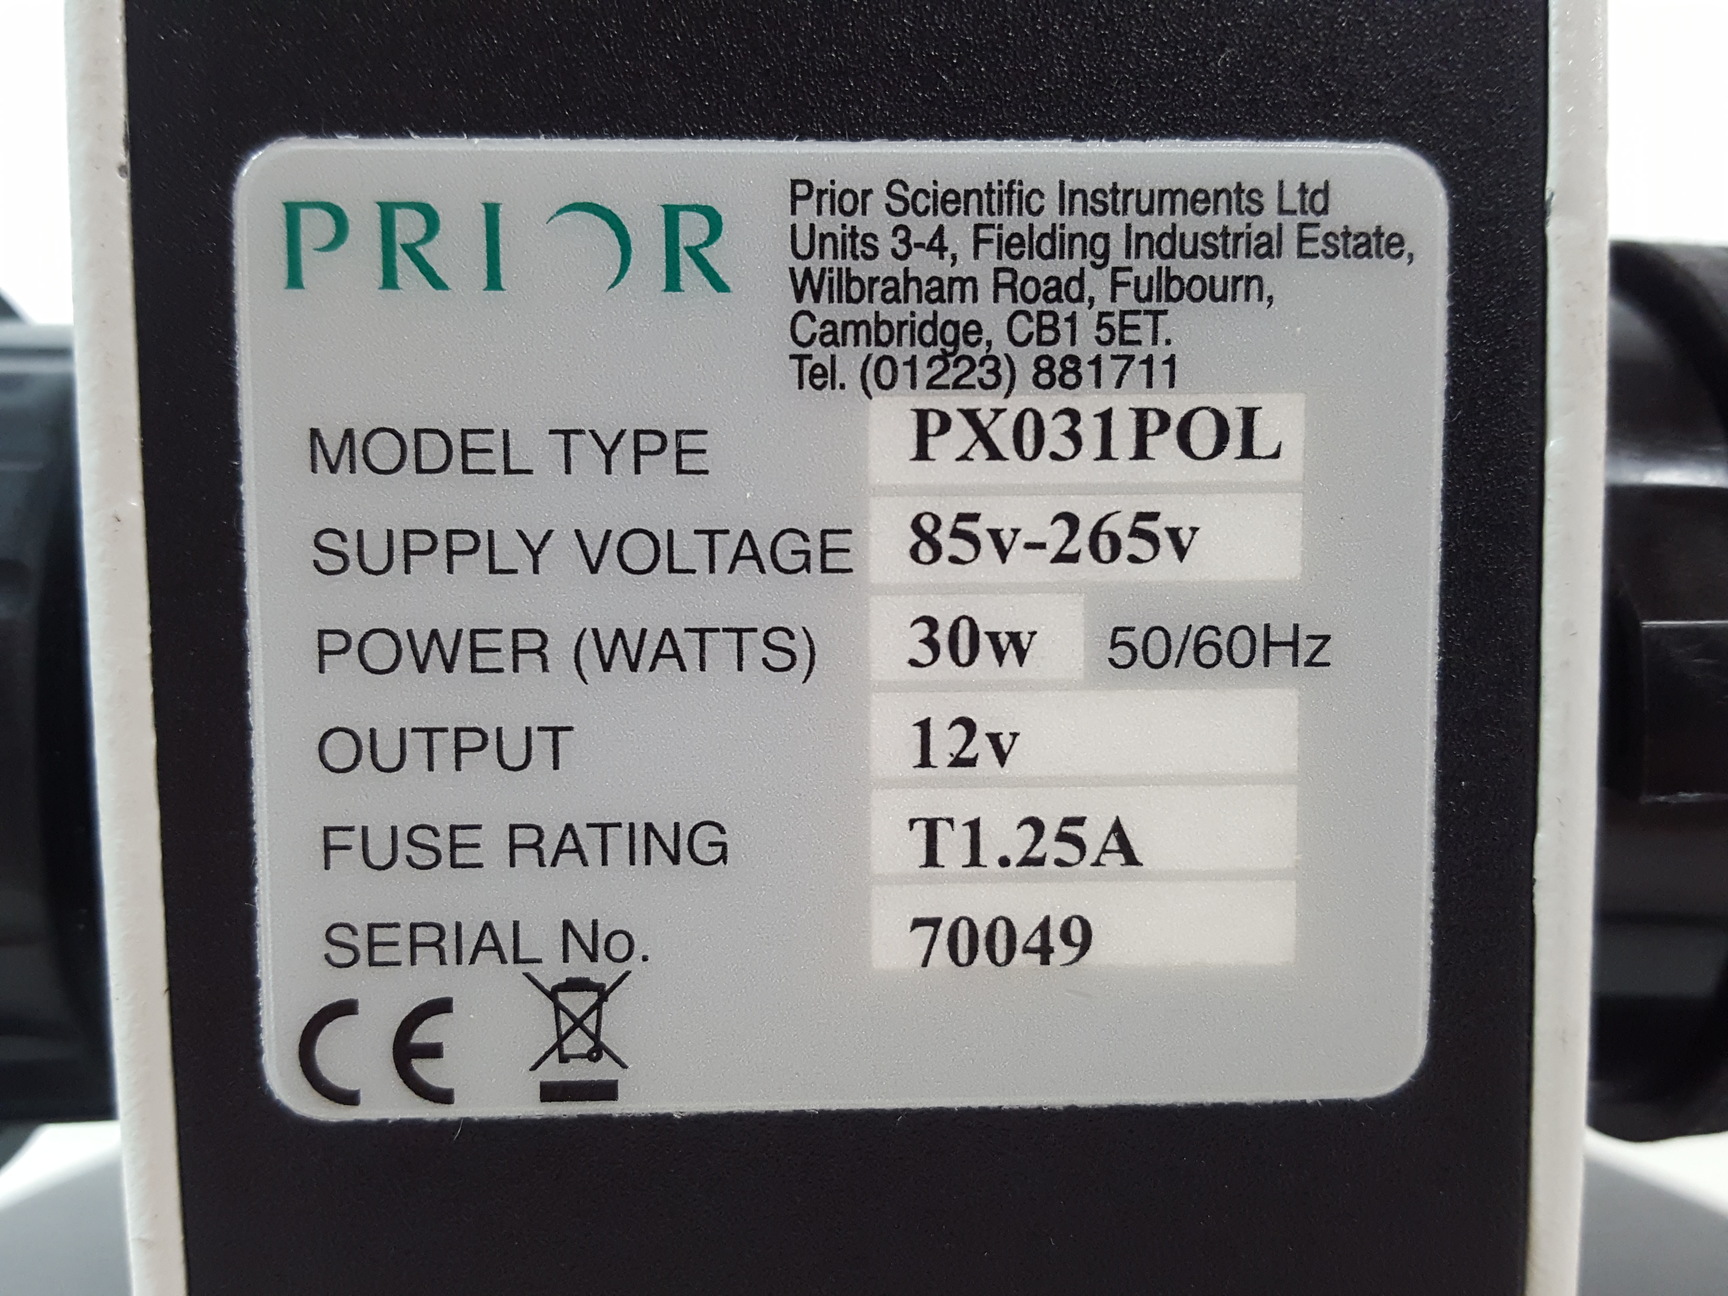 PRIOR
Prior Scientific Instruments Ltd
Units 3-4, Fielding Industrial Estate,
Wilbraham Road, Fulbourn,
Cambridge, CB1 5ET.
Tel. (01223) 881711
MODEL TYPE PX031POL
SUPPLY VOLTAGE 85v-265v
POWER (WATTS) 30w 50/60Hz
OUTPUT 12v
FUSE RATING T1.25A
SERIAL No. 70049
CE